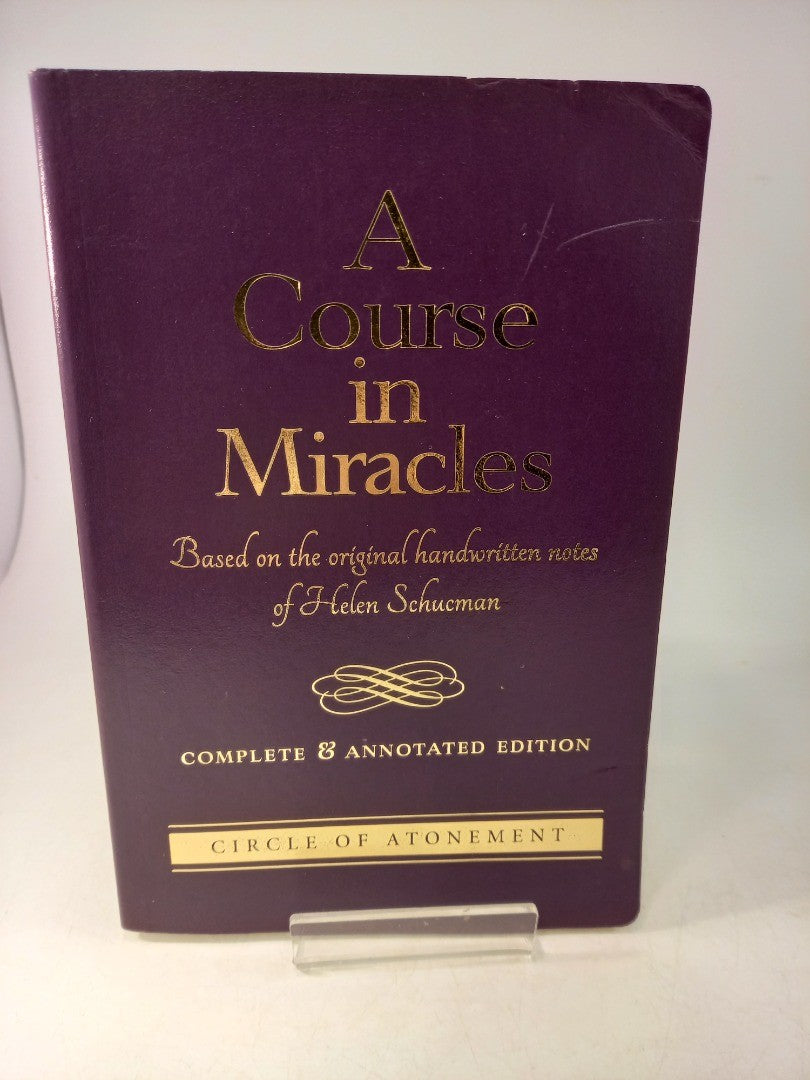 A
Course
in
Miracles
Based on the original handwritten notes
of Helen Schucman
COMPLETE & ANNOTATED EDITION
CIRCLE OF ATONEMENT